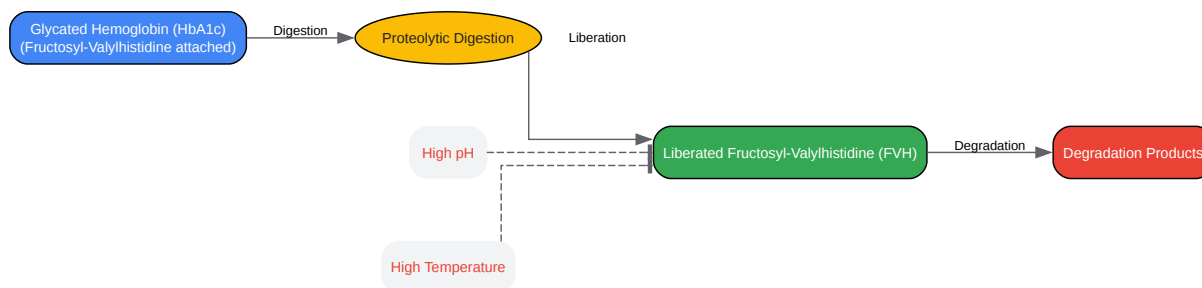 Glycated Hemoglobin (HbA1c)
(Fructosyl-Valylhistidine attached)
Digestion
Proteolytic Digestion
Liberation
High pH
Liberated Fructosyl-Valylhistidine (FVH)
Degradation
Degradation Products
High Temperature